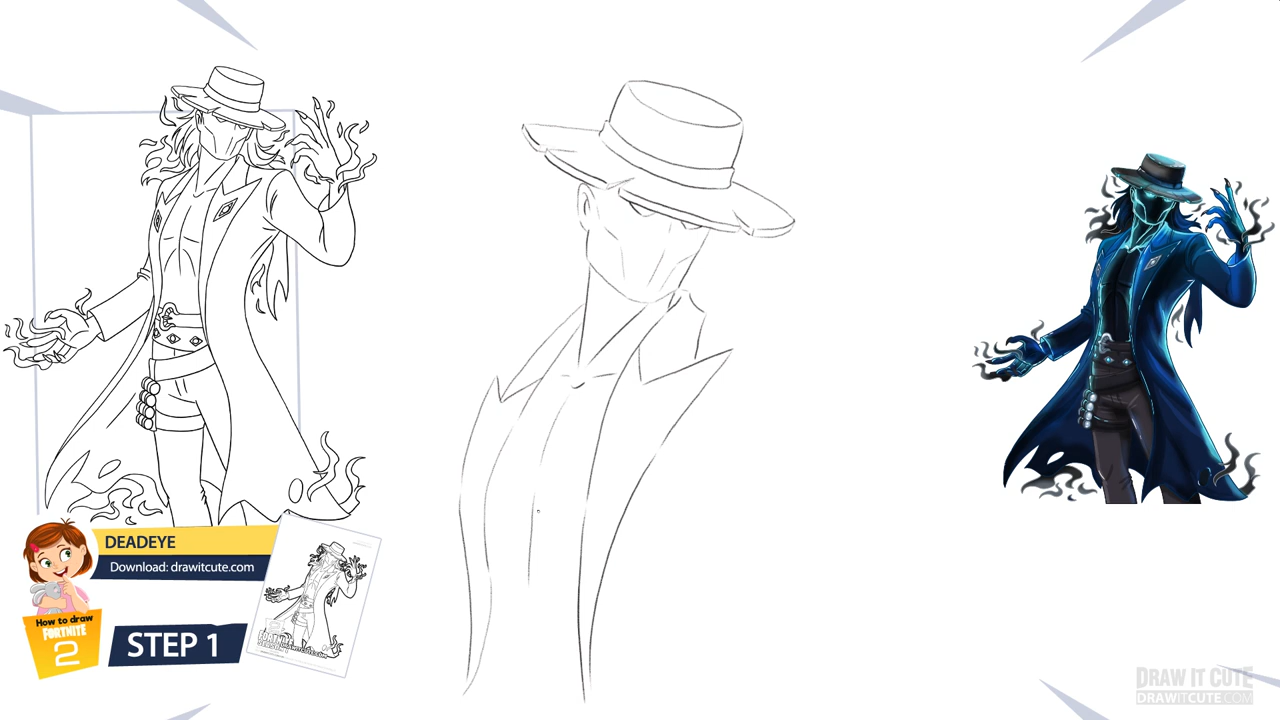 DEADEYE
Download: drawitcute.com
How to draw
FORTNITE
2
STEP 1
DRAW IT CUTE
DRAWITCUTE.COM